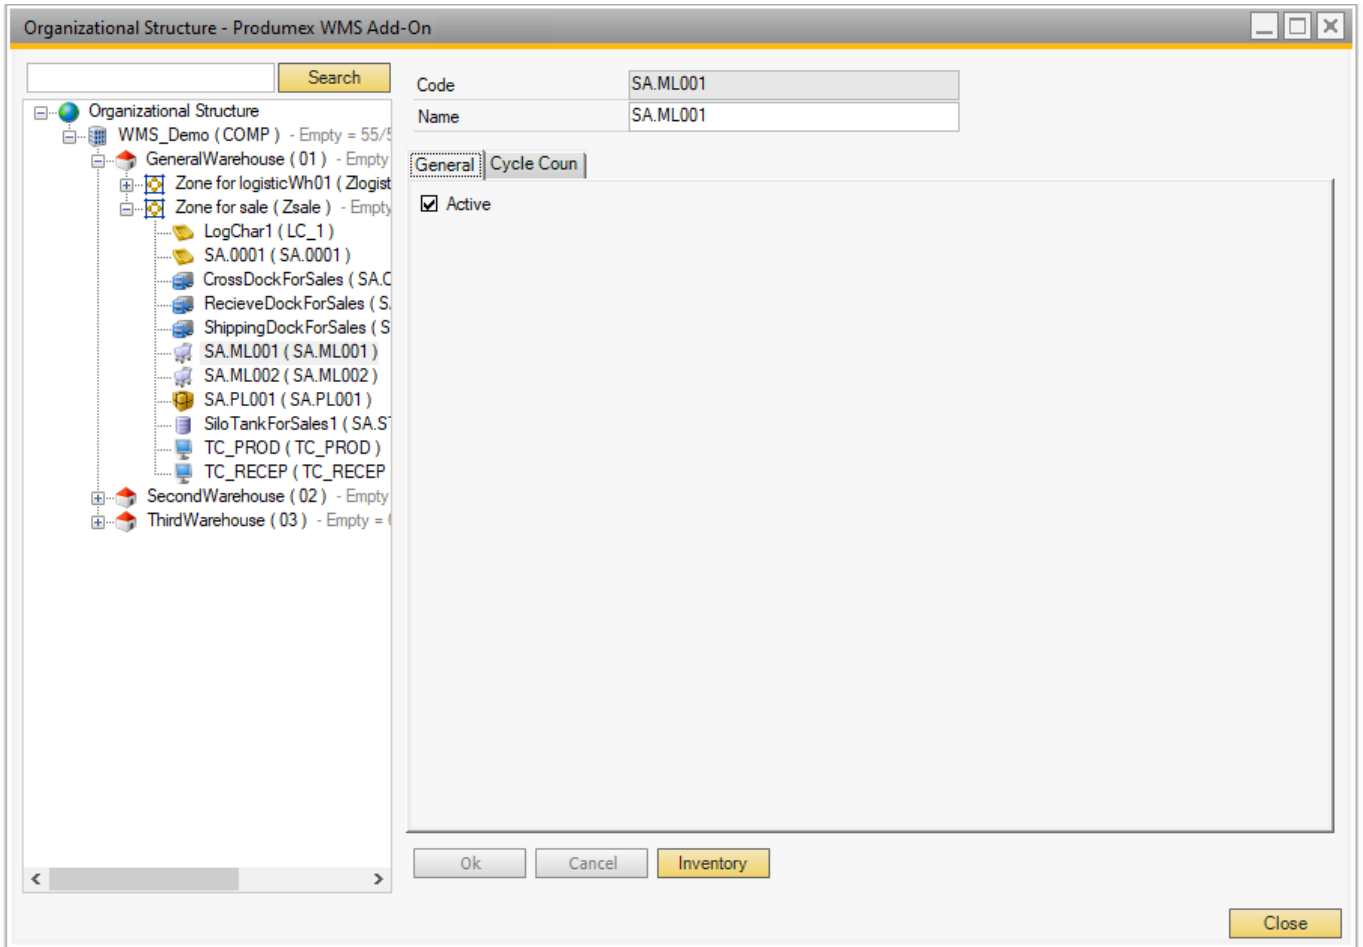 Organizational Structure - Produmex WMS Add-On
Search
Organizational Structure
WMS_Demo ( COMP ) - Empty = 55/5
GeneralWarehouse ( 01 ) - Empty
Zone for logisticWh01 ( Zlogist
Zone for sale ( Zsale ) - Empty
LogChar1 ( LC_1 )
SA.0001 ( SA.0001 )
CrossDockForSales ( SA.C
RecieveDockForSales ( S.
ShippingDockForSales ( S
SA.ML001 ( SA.ML001 )
SA.ML002 ( SA.ML002 )
SA.PL001 ( SA.PL001 )
SiloTankForSales1 ( SA.S
TC_PROD ( TC_PROD )
TC_RECEP ( TC_RECEP
SecondWarehouse ( 02 ) - Empty
ThirdWarehouse ( 03 ) - Empty =
Code SA.ML001
Name SA.ML001
General Cycle Coun
Active
Ok Cancel Inventory
Close